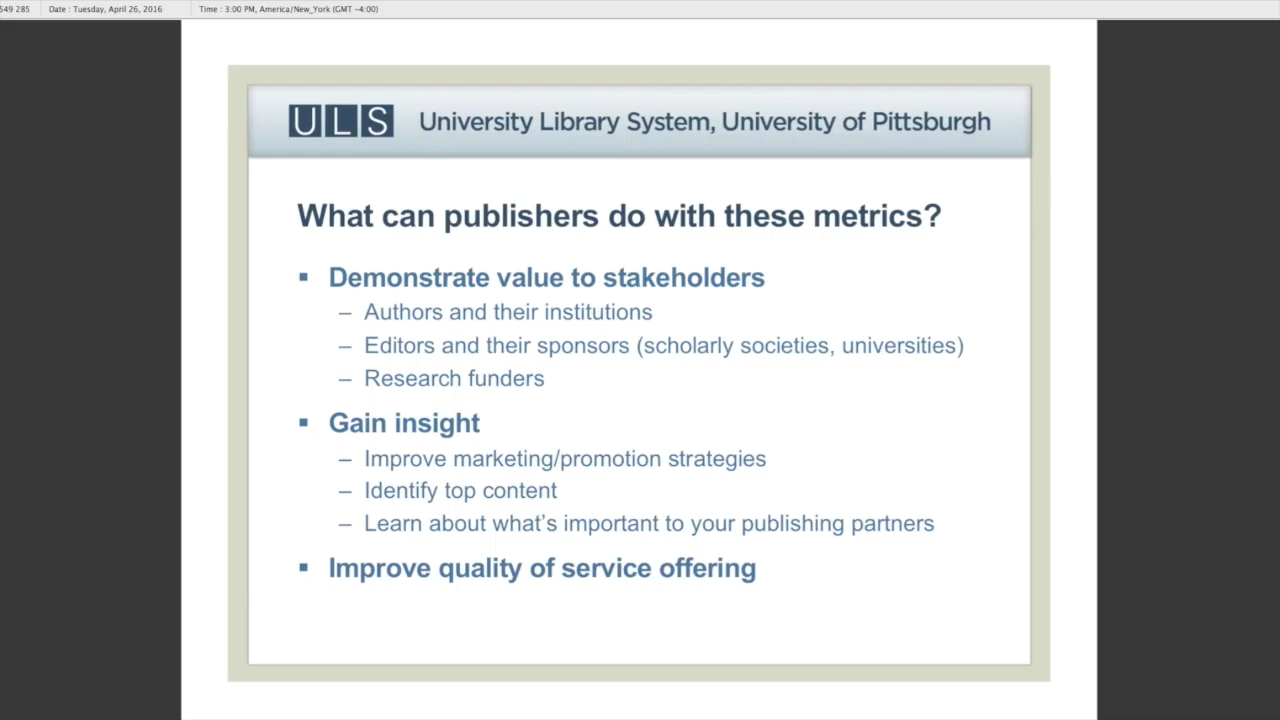 549 285 Date : Tuesday, April 26, 2016 Time : 3:00 PM, America/New_York (GMT -4:00)
ULS University Library System, University of Pittsburgh
What can publishers do with these metrics?
▪ Demonstrate value to stakeholders
– Authors and their institutions
– Editors and their sponsors (scholarly societies, universities)
– Research funders
▪ Gain insight
– Improve marketing/promotion strategies
– Identify top content
– Learn about what’s important to your publishing partners
▪ Improve quality of service offering